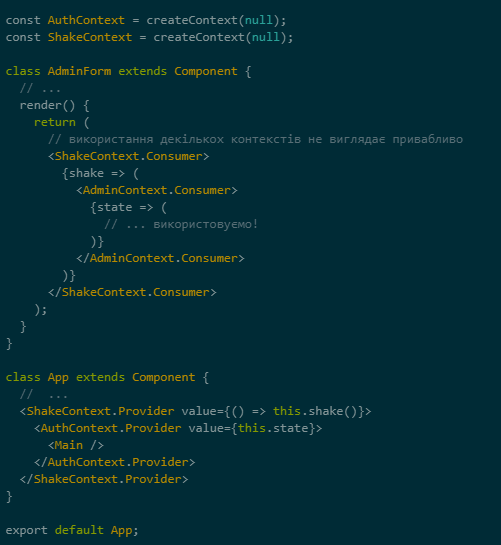 const AuthContext = createContext(null);
const ShakeContext = createContext(null);

class AdminForm extends Component {
  // ...
  render() {
    return (
      // використання декількох контекстів не виглядає привабливо
      <ShakeContext.Consumer>
        {shake => (
          <AdminContext.Consumer>
            {state => (
              // ... використовуємо!
            )}
          </AdminContext.Consumer>
        )}
      </ShakeContext.Consumer>
    );
  }
}

class App extends Component {
  //  ...
  <ShakeContext.Provider value={() => this.shake()}>
    <AuthContext.Provider value={this.state}>
      <Main />
    </AuthContext.Provider>
  </ShakeContext.Provider>
}

export default App;